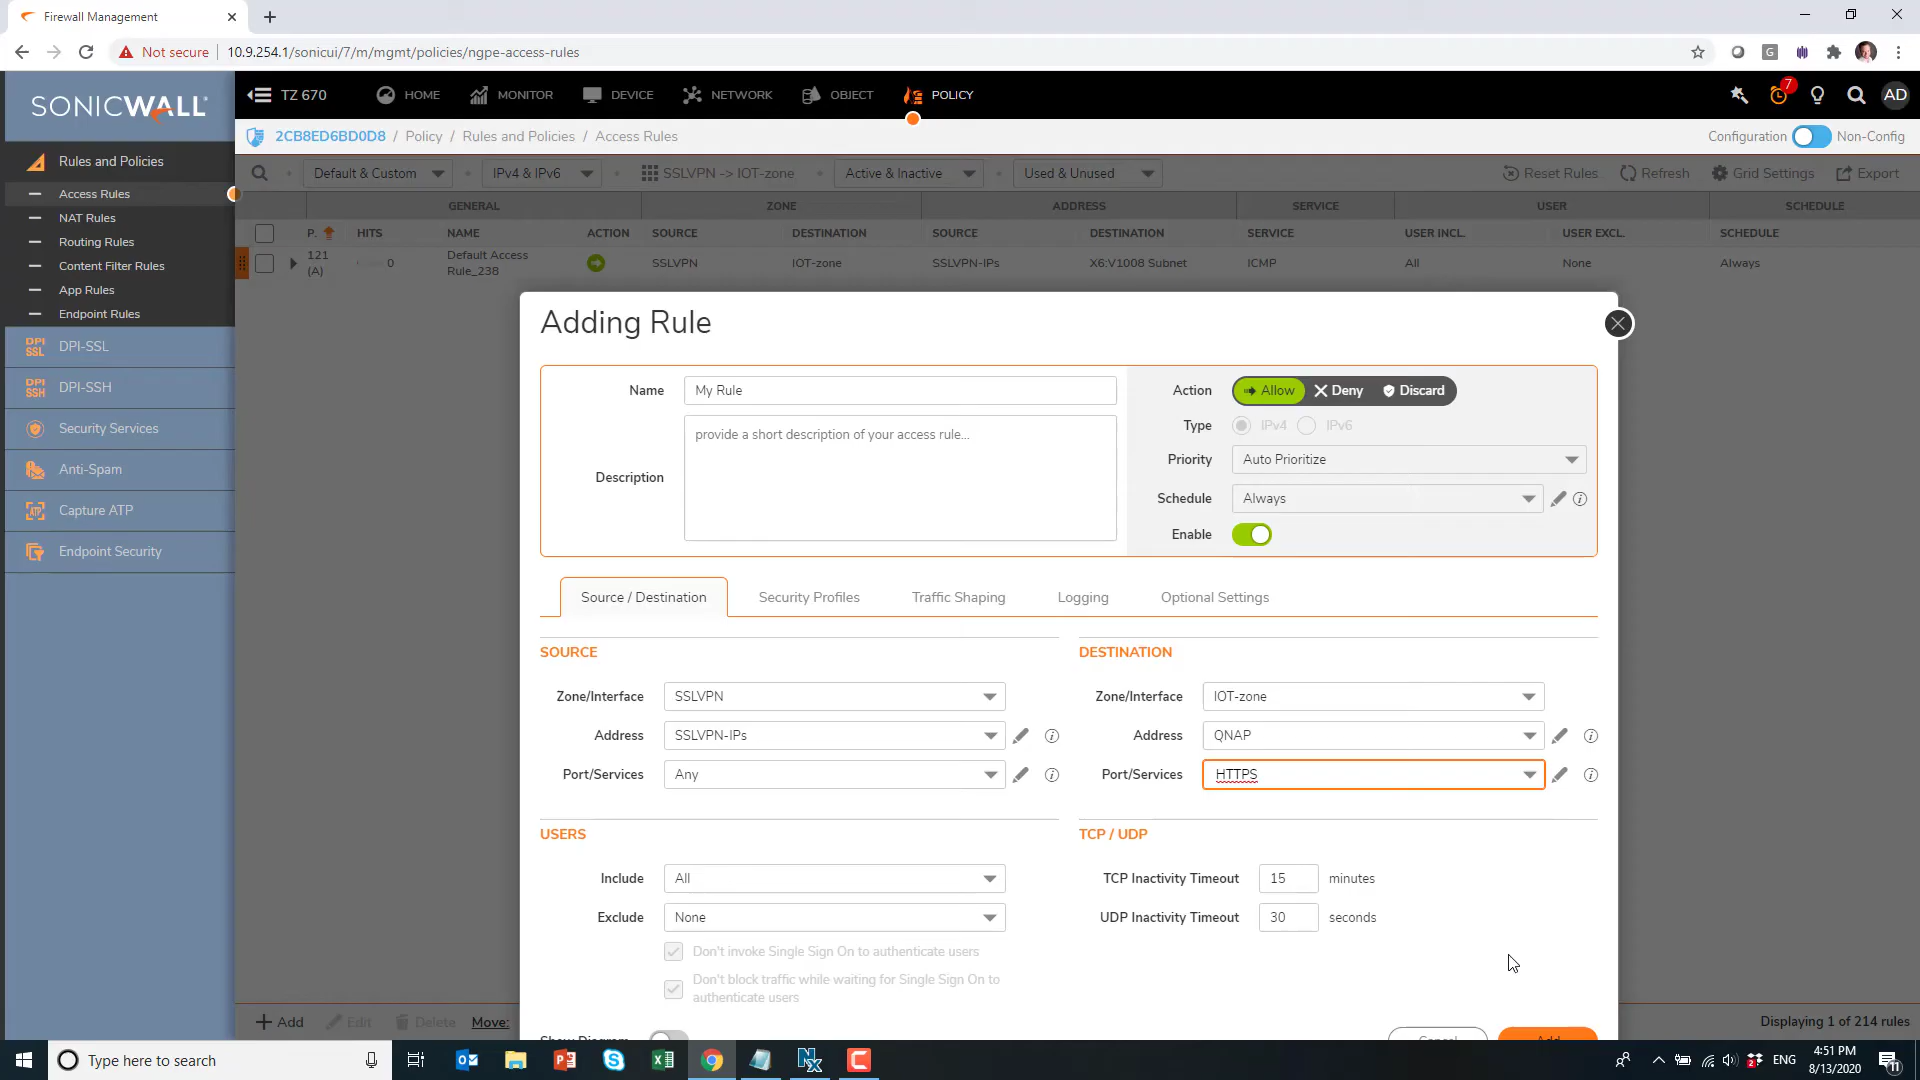 Firewall Management
Not secure
10.9.254.1/sonicui/7/m/mgmt/policies/ngpe-access-rules
SONICWALL
TZ 670
HOME
MONITOR
DEVICE
NETWORK
OBJECT
POLICY
7
AD
2CB8ED6BD0D8 / Policy / Rules and Policies / Access Rules
Configuration
Non-Config
Rules and Policies
Access Rules
NAT Rules
Routing Rules
Content Filter Rules
App Rules
Endpoint Rules
DPI-SSL
DPI-SSH
Security Services
Anti-Spam
Capture ATP
Endpoint Security
DPI
SSL
DPI
SSH
ATP
Default & Custom
IPv4 & IPv6
SSLVPN -> IOT-zone
Active & Inactive
Used & Unused
Reset Rules
Refresh
Grid Settings
Export
GENERAL
ZONE
ADDRESS
SERVICE
USER
SCHEDULE
P.
HITS
NAME
ACTION
SOURCE
DESTINATION
SOURCE
DESTINATION
SERVICE
USER INCL.
USER EXCL.
SCHEDULE
121
(A)
0
Default Access
Rule_238
SSLVPN
IOT-zone
SSLVPN-IPs
X6:V1008 Subnet
ICMP
All
None
Always
Adding Rule
Name
My Rule
Description
provide a short description of your access rule...
Action
Allow
Deny
Discard
Type
IPv4
IPv6
Priority
Auto Prioritize
Schedule
Always
Enable
Source / Destination
Security Profiles
Traffic Shaping
Logging
Optional Settings
SOURCE
Zone/Interface
SSLVPN
Address
SSLVPN-IPs
Port/Services
Any
DESTINATION
Zone/Interface
IOT-zone
Address
QNAP
Port/Services
HTTPS
USERS
Include
All
Exclude
None
Don't invoke Single Sign On to authenticate users
Don't block traffic while waiting for Single Sign On to
authenticate users
TCP / UDP
TCP Inactivity Timeout
15
minutes
UDP Inactivity Timeout
30
seconds
Show Diagram
Cancel
Add
Add
Edit
Delete
Move:
Displaying 1 of 214 rules
Type here to search
ENG
4:51 PM
8/13/2020
11